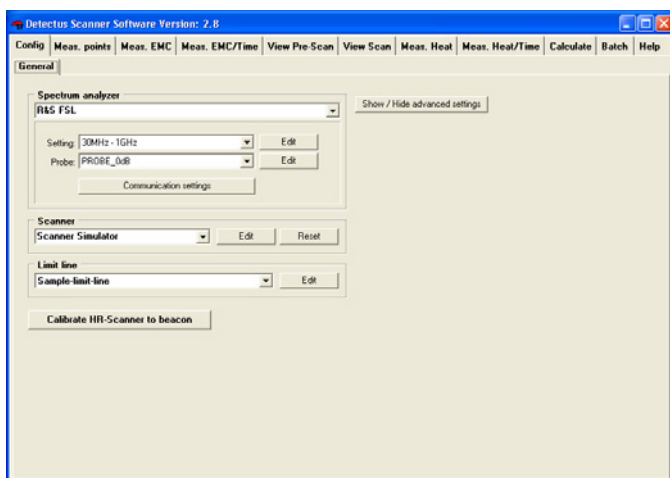 Detectus Scanner Software Version: 2.8
Config Meas. points Meas. EMC Meas. EMC/Time View Pre-Scan View Scan Meas. Heat Meas. Heat/Time Calculate Batch Help
General
Spectrum analyzer
R&S FSL
Show / Hide advanced settings
Setting: 30MHz - 1GHz Edit
Probe: PROBE_0dB Edit
Communication settings
Scanner
Scanner Simulator Edit Reset
Limit line
Sample-limit-line Edit
Calibrate HR-Scanner to beacon